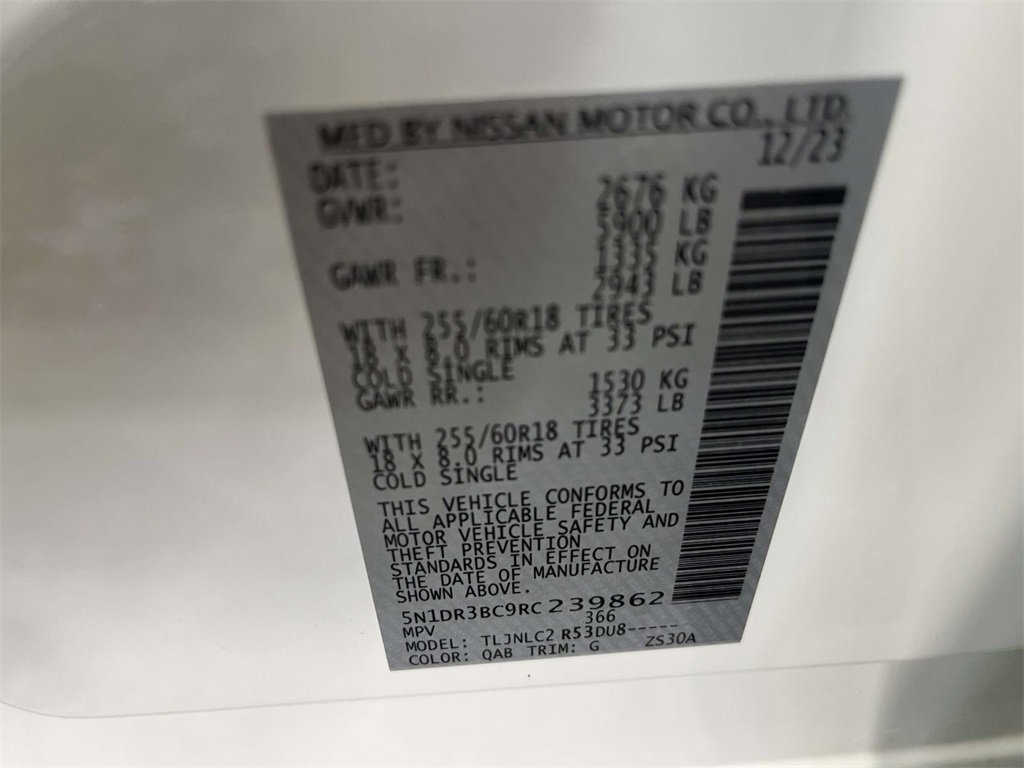 MFD BY NISSAN MOTOR CO., LTD.
DATE: 12/23
GVWR: 2676 KG
5900 LB
GAWR FR.: 1335 KG
2943 LB
WITH 255/60R18 TIRES
18 X 8.0 RIMS AT 33 PSI
COLD SINGLE
GAWR RR.: 1530 KG
3373 LB
WITH 255/60R18 TIRES
18 X 8.0 RIMS AT 33 PSI
COLD SINGLE
THIS VEHICLE CONFORMS TO
ALL APPLICABLE FEDERAL
MOTOR VEHICLE SAFETY AND
THEFT PREVENTION
STANDARDS IN EFFECT ON
THE DATE OF MANUFACTURE
SHOWN ABOVE.
5N1DR3BC9RC239862
MPV 366
MODEL: TLJNLC2 R53DU8-----
COLOR: QAB TRIM: G ZS30A